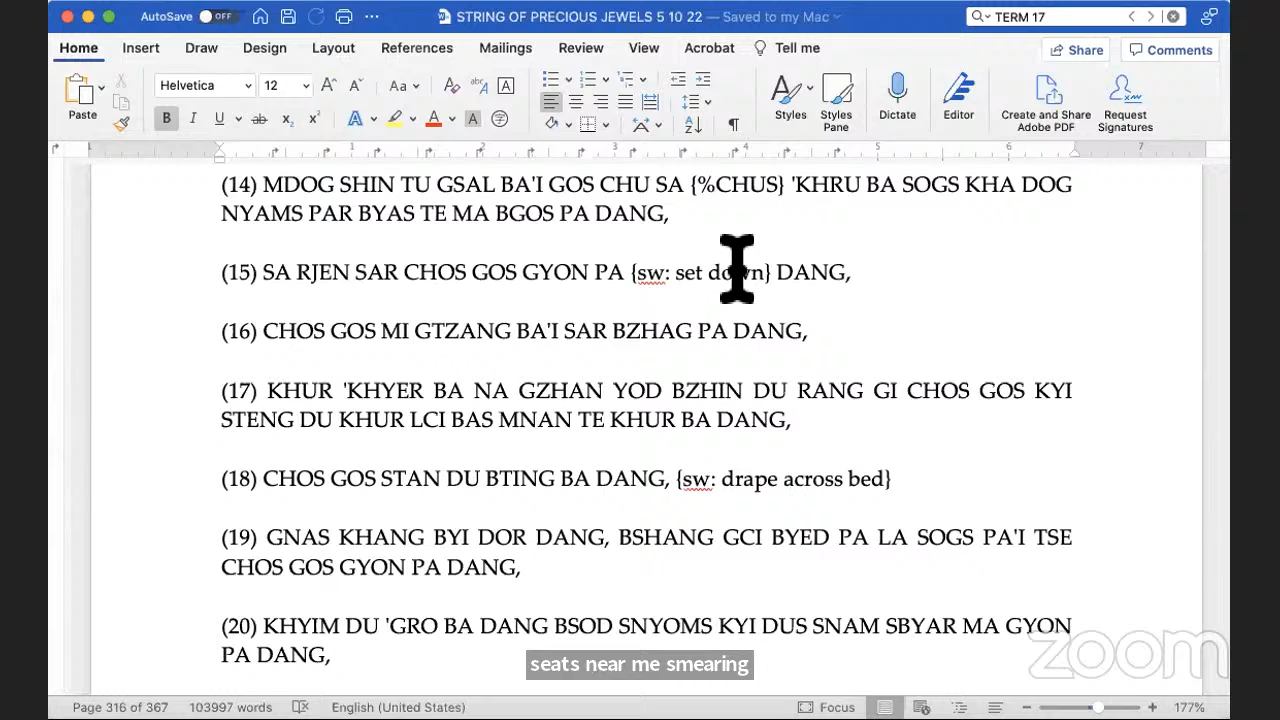 AutoSave OFF STRING OF PRECIOUS JEWELS 5 10 22 — Saved to my Mac TERM 17
Home Insert Draw Design Layout References Mailings Review View Acrobat Tell me Share Comments
Paste Helvetica 12 Styles Styles Pane Dictate Editor Create and Share Adobe PDF Request Signatures
1 1 2 3 4 5 6 7
(14) MDOG SHIN TU GSAL BA'I GOS CHU SA {%CHUS} 'KHRU BA SOGS KHA DOG
NYAMS PAR BYAS TE MA BGOS PA DANG,
(15) SA RJEN SAR CHOS GOS GYON PA {sw: set down} DANG,
(16) CHOS GOS MI GTZANG BA'I SAR BZHAG PA DANG,
(17) KHUR 'KHYER BA NA GZHAN YOD BZHIN DU RANG GI CHOS GOS KYI
STENG DU KHUR LCI BAS MNAN TE KHUR BA DANG,
(18) CHOS GOS STAN DU BTING BA DANG, {sw: drape across bed}
(19) GNAS KHANG BYI DOR DANG, BSHANG GCI BYED PA LA SOGS PA'I TSE
CHOS GOS GYON PA DANG,
(20) KHYIM DU 'GRO BA DANG BSOD SNYOMS KYI DUS SNAM SBYAR MA GYON
PA DANG,
seats near me smearing
zoom
Page 316 of 367 103997 words English (United States) Focus 177%